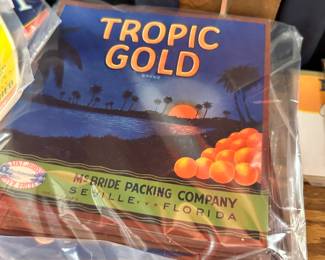 TROPIC
GOLD
BRAND
McBRIDE PACKING COMPANY
SEVILLE FLORIDA